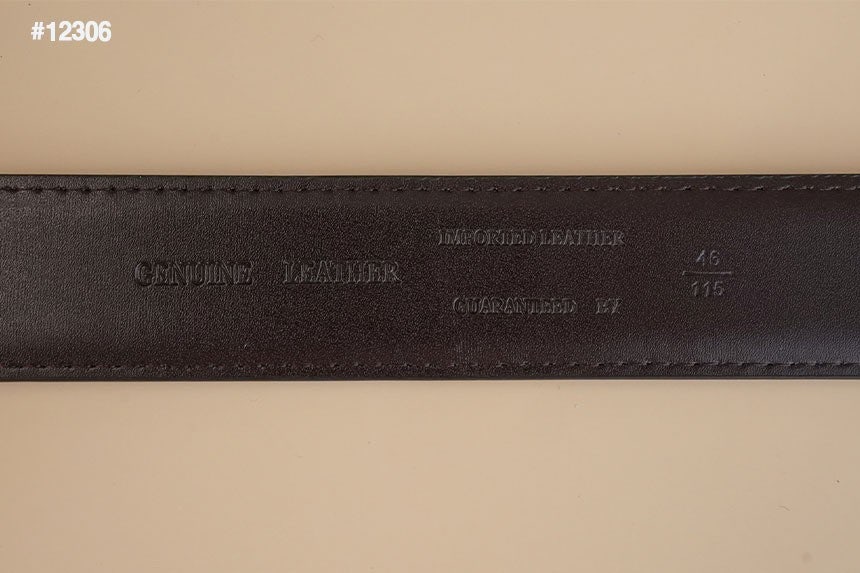 #12306
GENUINE LEATHER
IMPORTED LEATHER
GUARANTEED BY
46
115